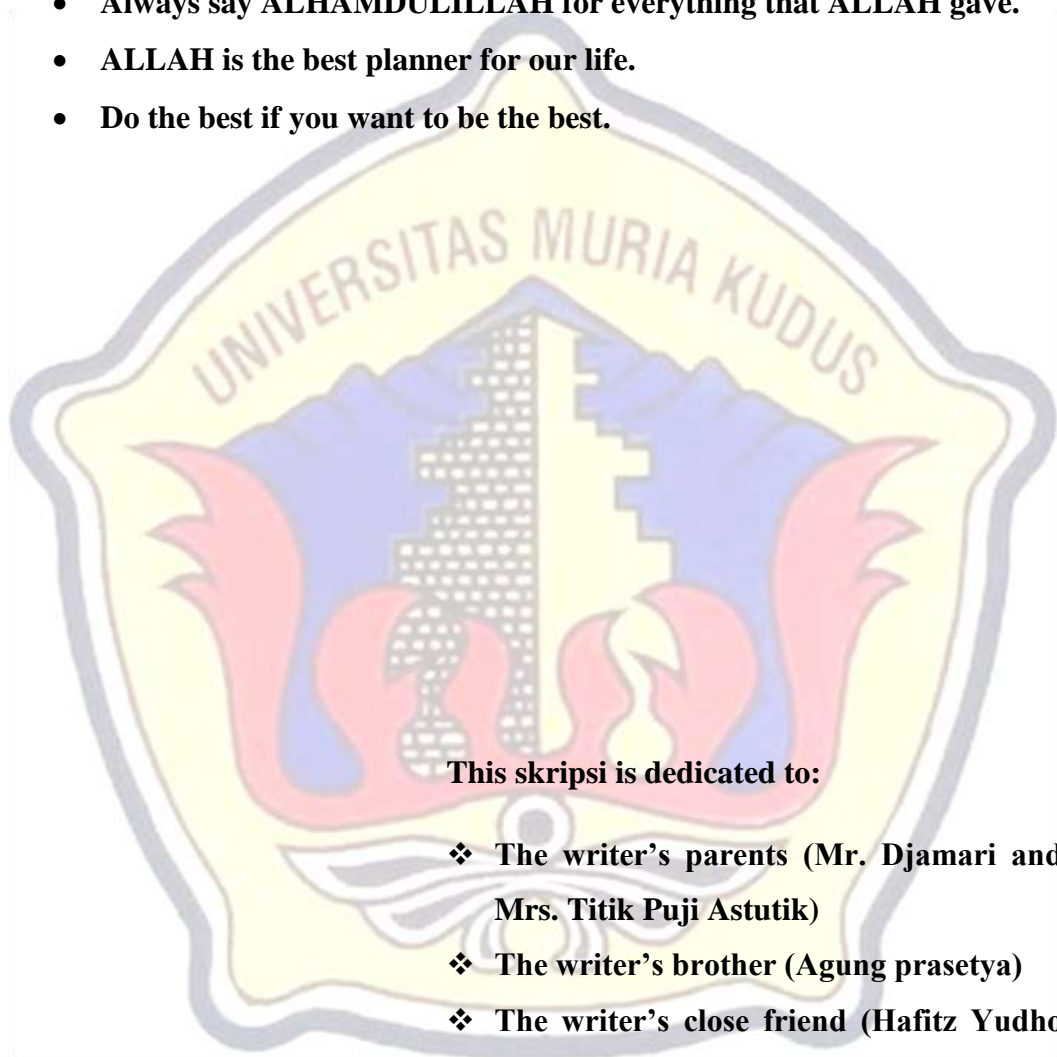 • Always say ALHAMDULILLAH for everything that ALLAH gave.
• ALLAH is the best planner for our life.
• Do the best if you want to be the best.
UNIVERSITAS MURIA KUDUS
This skripsi is dedicated to:
❖ The writer’s parents (Mr. Djamari and
Mrs. Titik Puji Astutik)
❖ The writer’s brother (Agung prasetya)
❖ The writer’s close friend (Hafitz Yudho